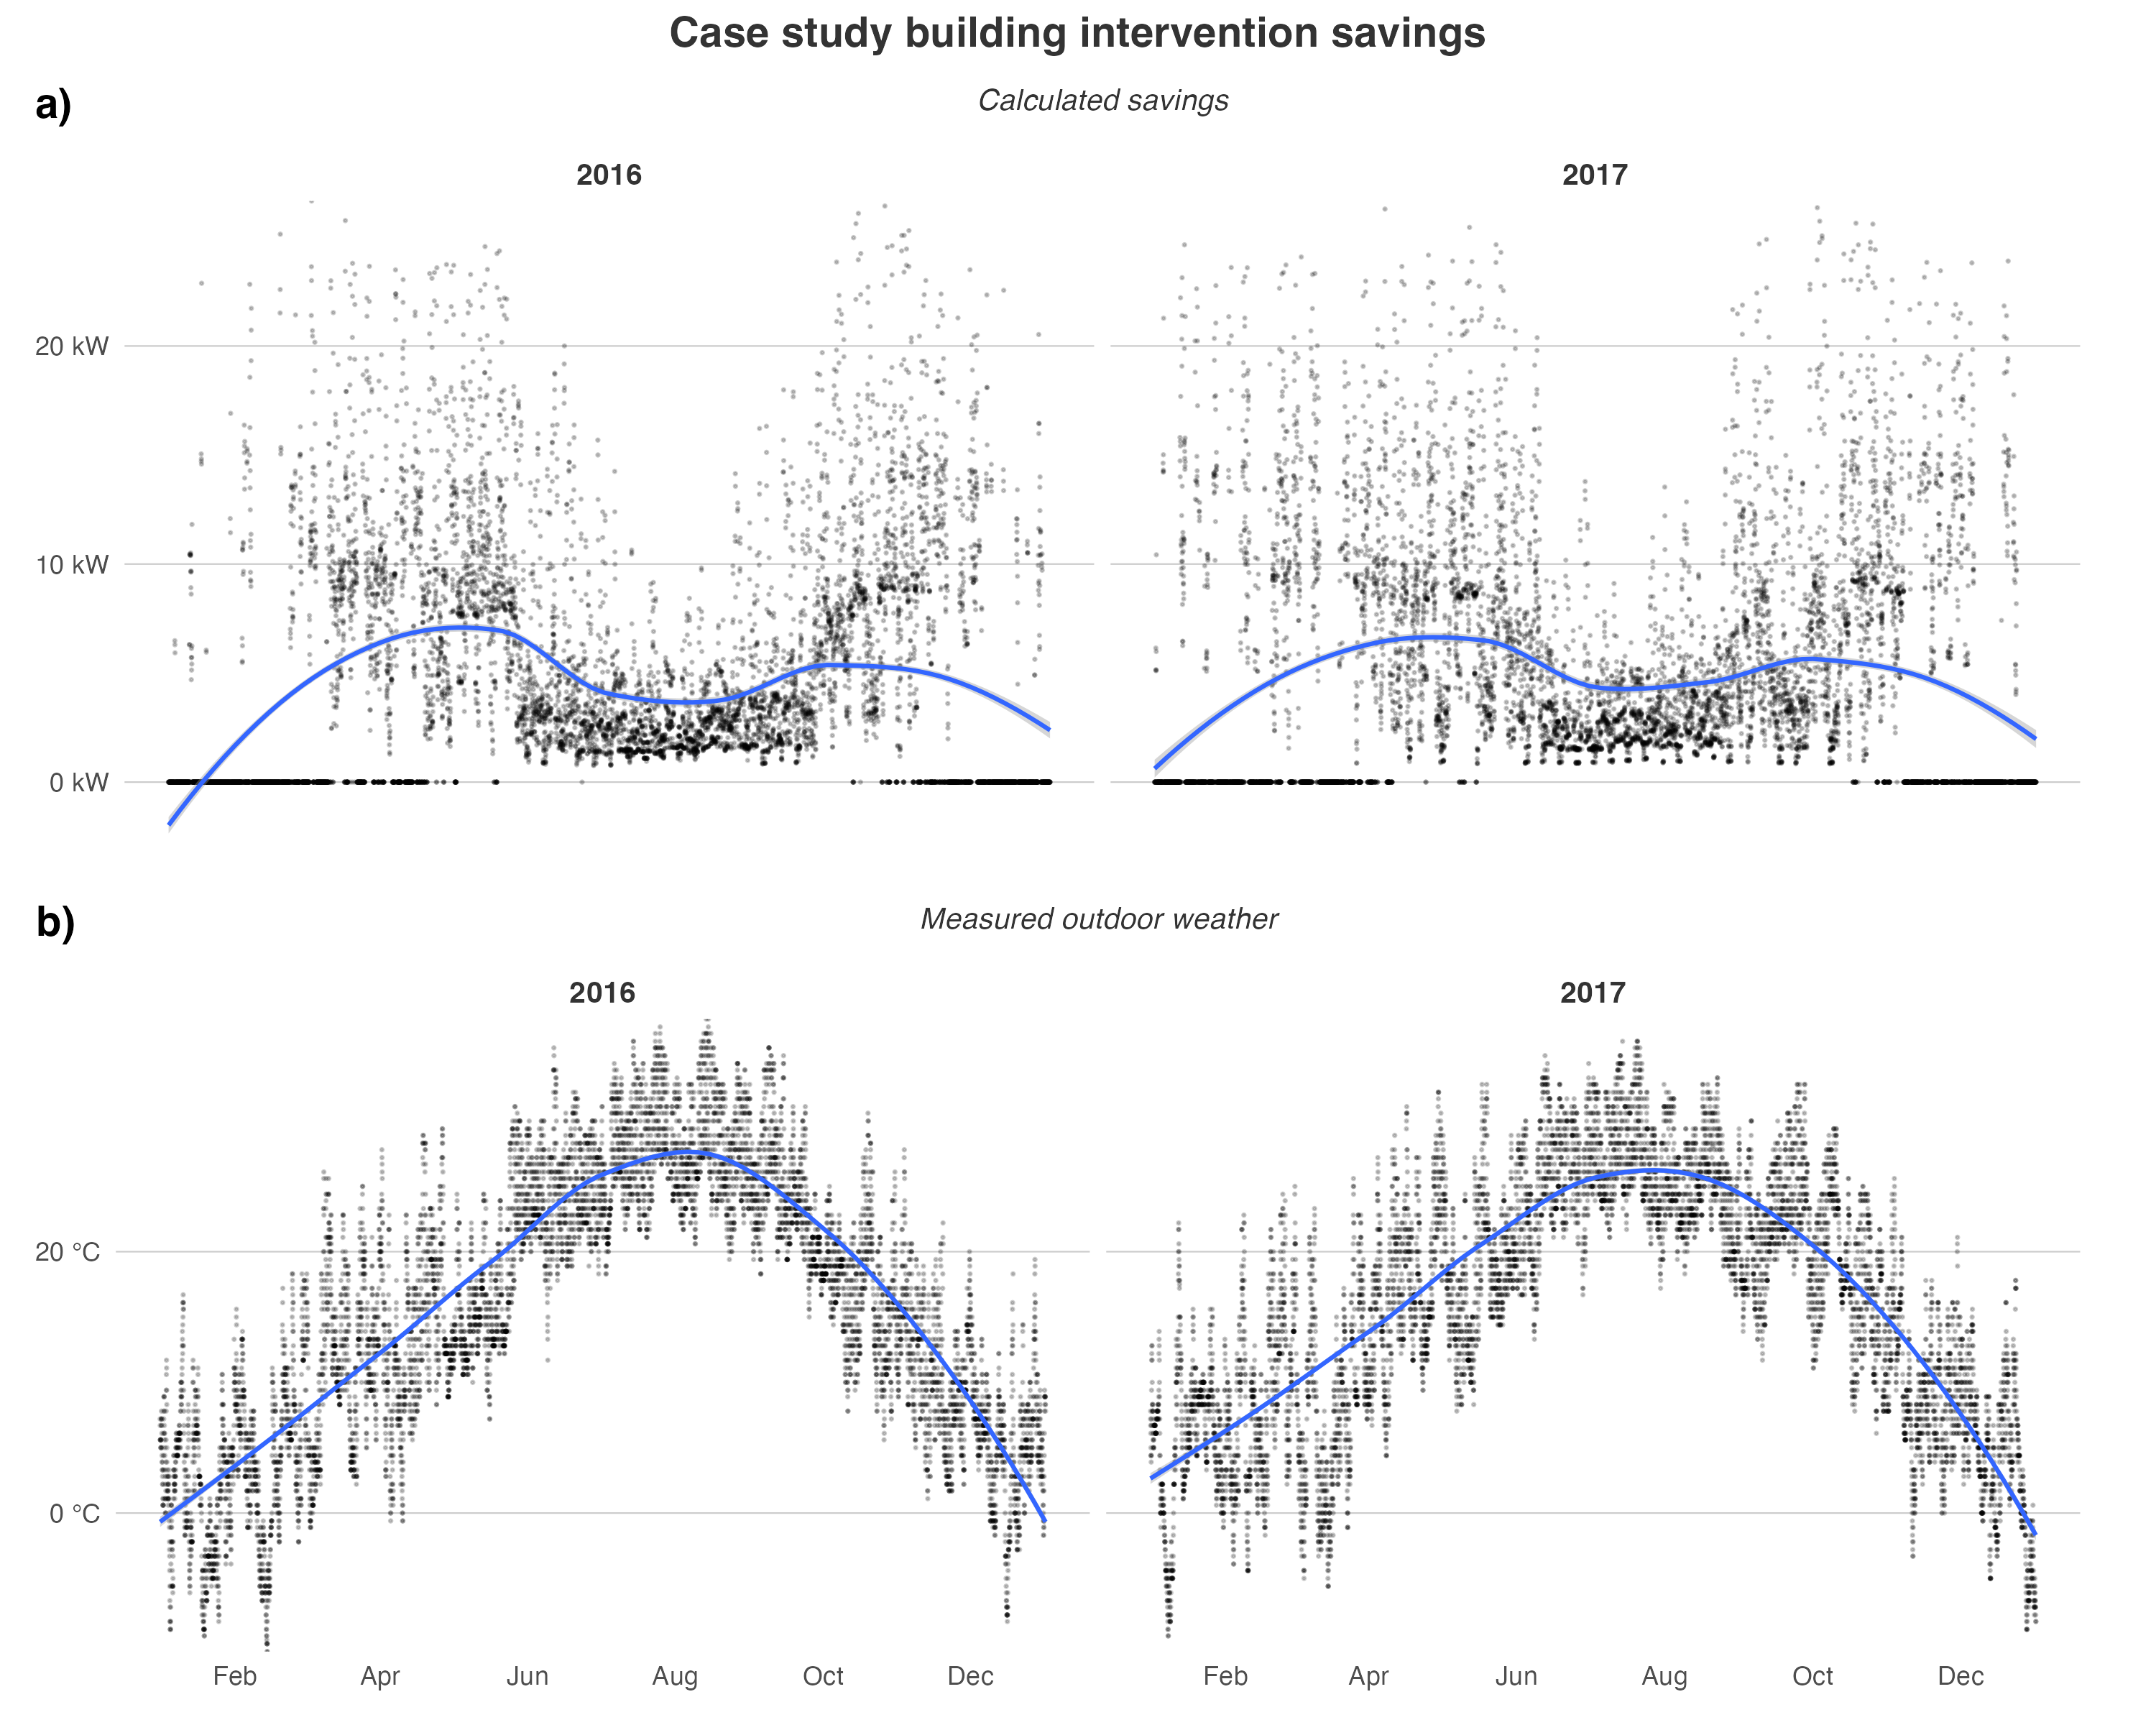 Case study building intervention savings
a)
Calculated savings
2016 2017
20 kW
10 kW
0 kW
b)
Measured outdoor weather
2016 2017
20 °C
0 °C
Feb Apr Jun Aug Oct Dec Feb Apr Jun Aug Oct Dec